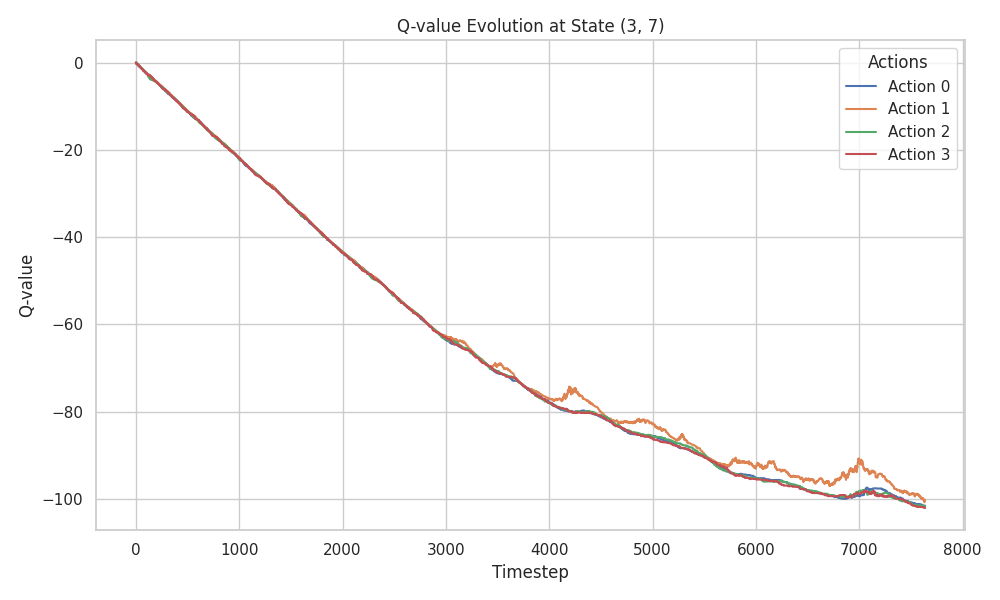 Q-value Evolution at State (3, 7)
Actions
Action 0
Action 1
Action 2
Action 3
Q-value
0
−20
−40
−60
−80
−100
0 1000 2000 3000 4000 5000 6000 7000 8000
Timestep